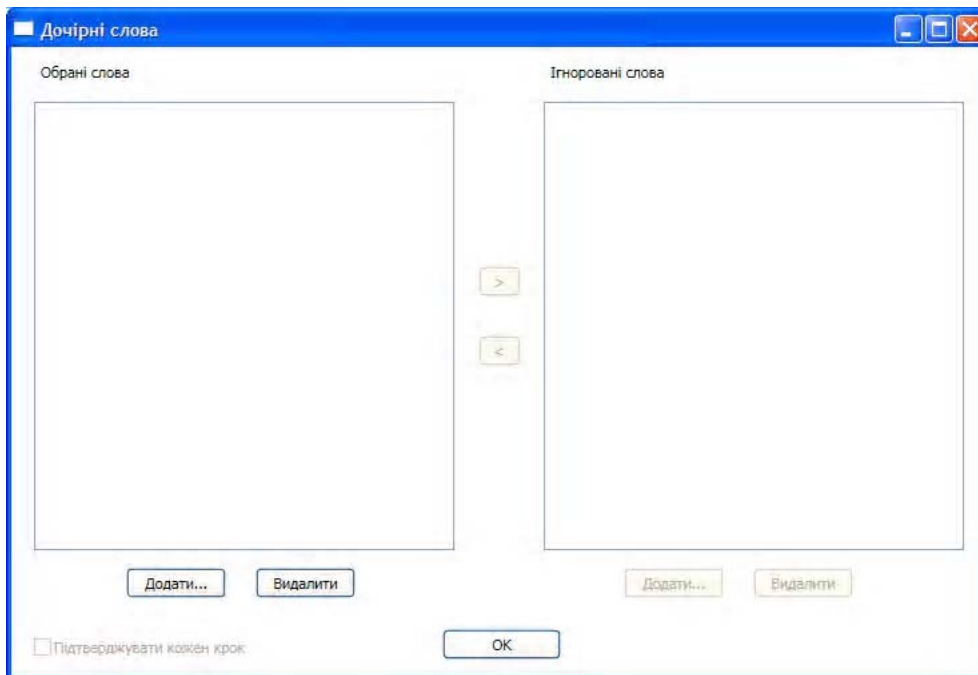 Дочірні слова
Обрані слова
Ігноровані слова
>
<
Додати...
Видалити
Додати...
Видалити
Підтверджувати кожен крок
OK